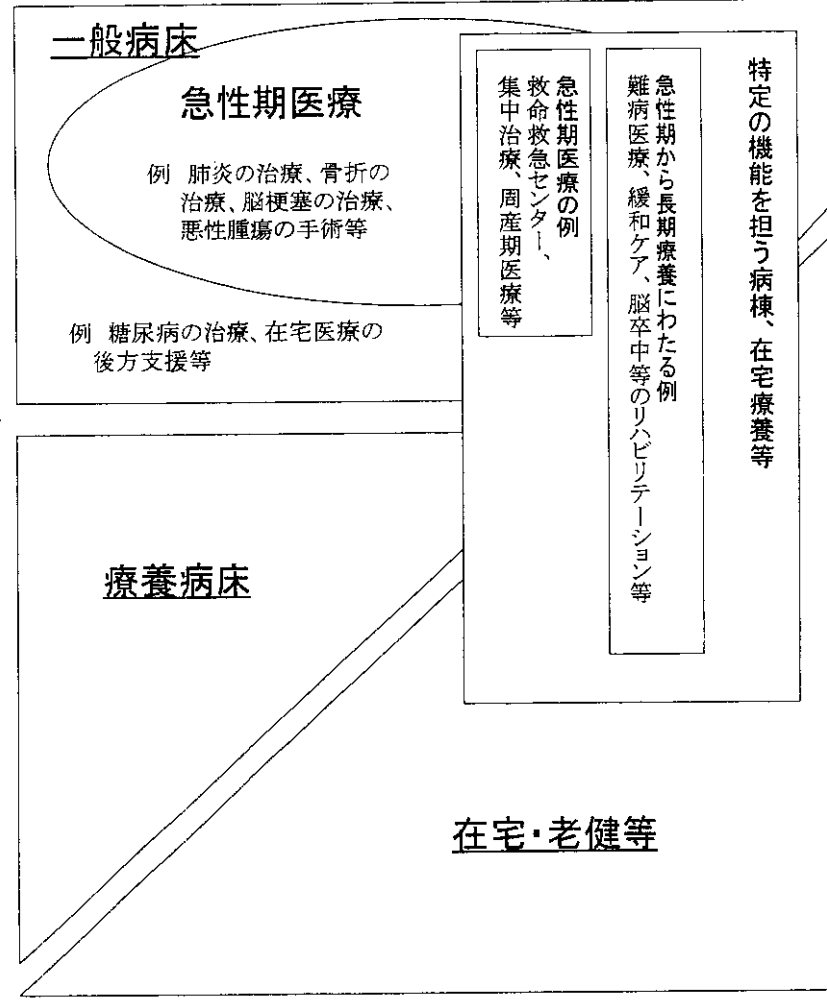 一般病床
急性期医療
例 肺炎の治療、骨折の
治療、脳梗塞の治療、
悪性腫瘍の手術等
例 糖尿病の治療、在宅医療の
後方支援等
特定の機能を担う病棟、在宅療養等
急性期から長期療養にわたる例
難病医療、緩和ケア、脳卒中等のリハビリテーション等
急性期医療の例
救命救急センター、
集中治療、周産期医療等
療養病床
在宅・老健等